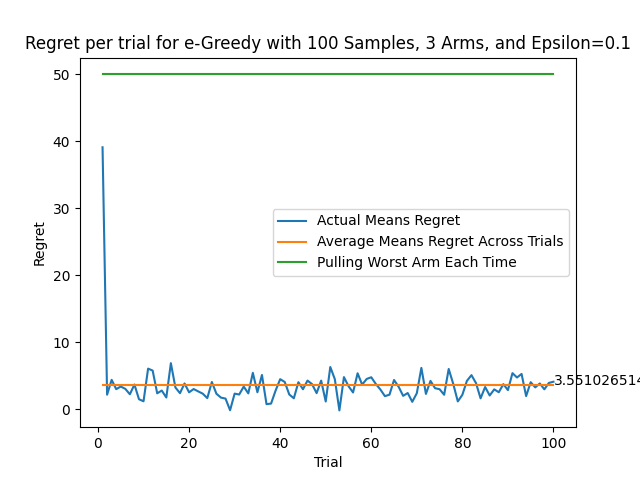 Regret per trial for e-Greedy with 100 Samples, 3 Arms, and Epsilon=0.1
50
40
30
20
10
0
Regret
Actual Means Regret
Average Means Regret Across Trials
Pulling Worst Arm Each Time
3.551026514
0
20
40
60
80
100
Trial